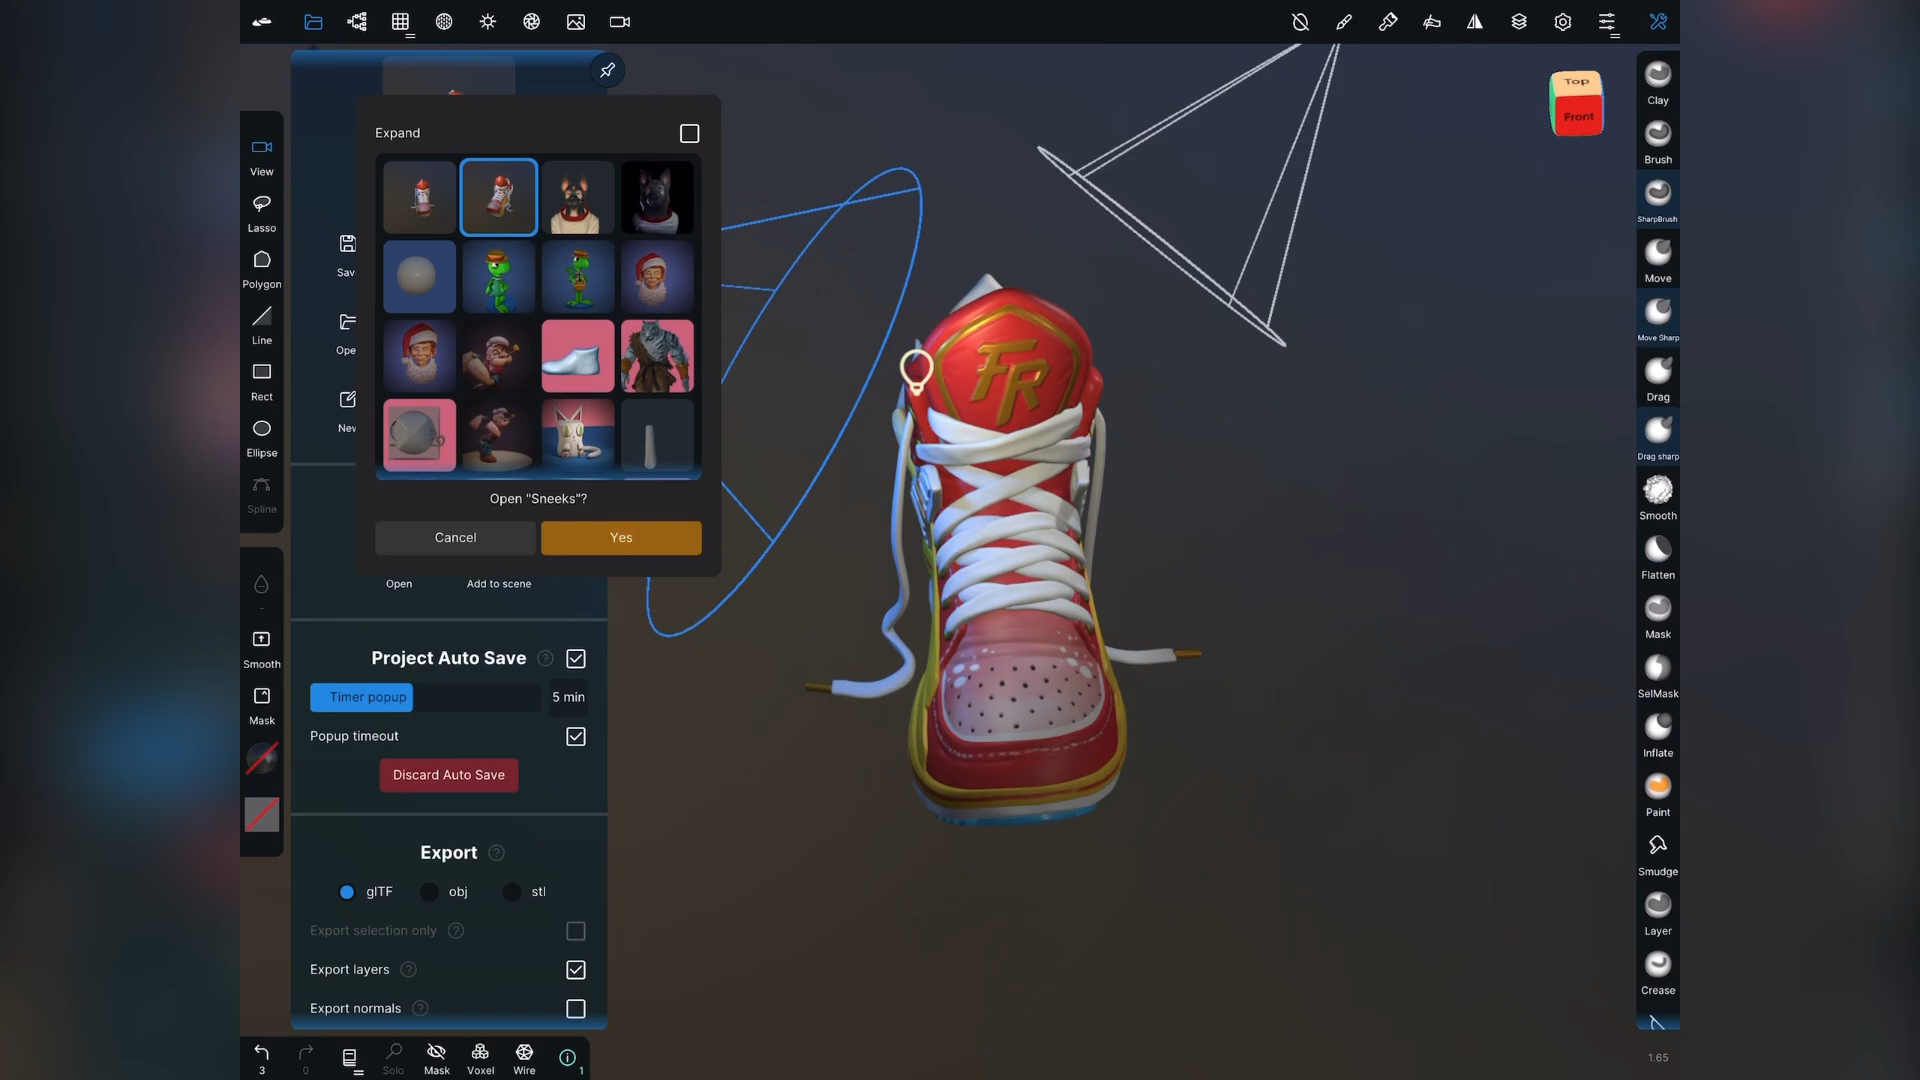 View
Lasso
Polygon
Line
Rect
Ellipse
Spline
-
Smooth
Mask
Expand
Sav
Ope
New
Open "Sneeks"?
Cancel
Yes
Open
Add to scene
Project Auto Save ?
Timer popup
5 min
Popup timeout
Discard Auto Save
Export ?
glTF
obj
stl
Export selection only ?
Export layers ?
Export normals ?
3
0
Solo
Mask
Voxel
Wire
1
FR
Top
Front
Clay
Brush
SharpBrush
Move
Move Sharp
Drag
Drag sharp
Smooth
Flatten
Mask
SelMask
Inflate
Paint
Smudge
Layer
Crease
1.65